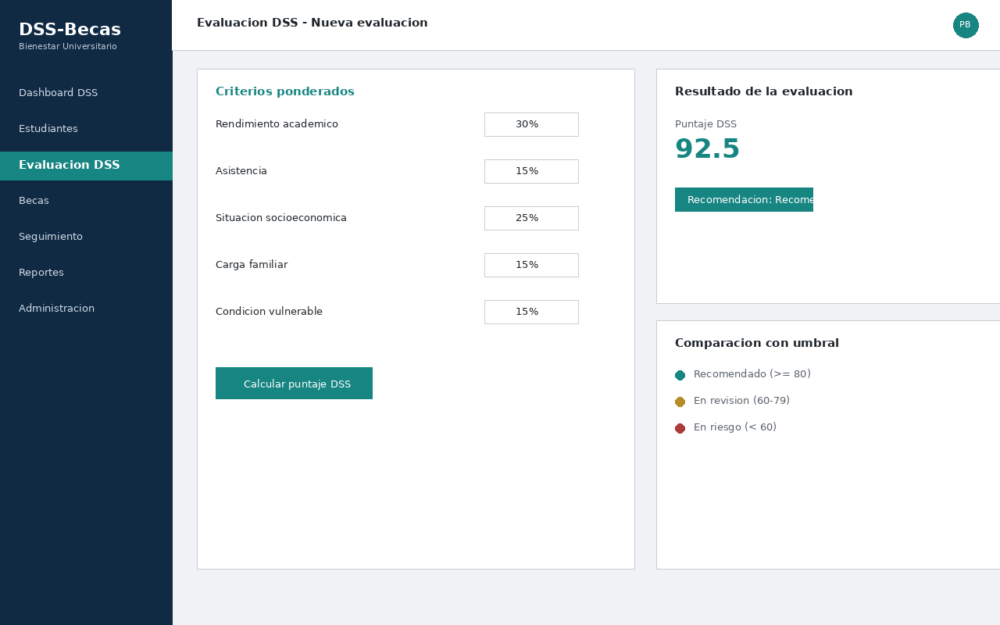 DSS-Becas
Bienestar Universitario
Dashboard DSS
Estudiantes
Evaluacion DSS
Becas
Seguimiento
Reportes
Administracion
Evaluacion DSS - Nueva evaluacion
PB
Criterios ponderados
Rendimiento academico 30%
Asistencia 15%
Situacion socioeconomica 25%
Carga familiar 15%
Condicion vulnerable 15%
Calcular puntaje DSS
Resultado de la evaluacion
Puntaje DSS
92.5
Recomendacion: Recome
Comparacion con umbral
Recomendado (>= 80)
En revision (60-79)
En riesgo (< 60)